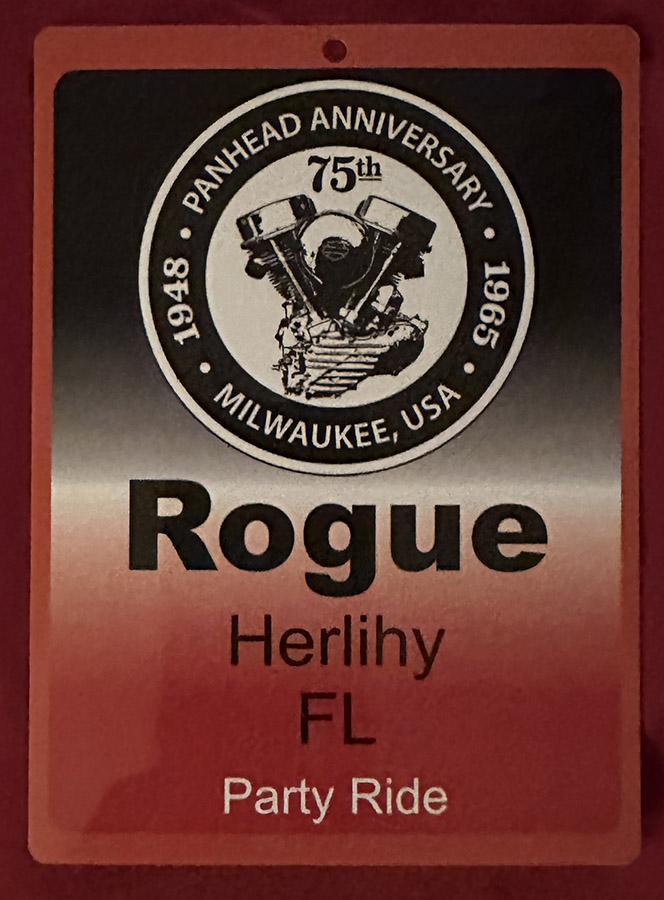 PANHEAD ANNIVERSARY
75th
1948 • • 1965
• MILWAUKEE, USA •
Rogue
Herlihy
FL
Party Ride